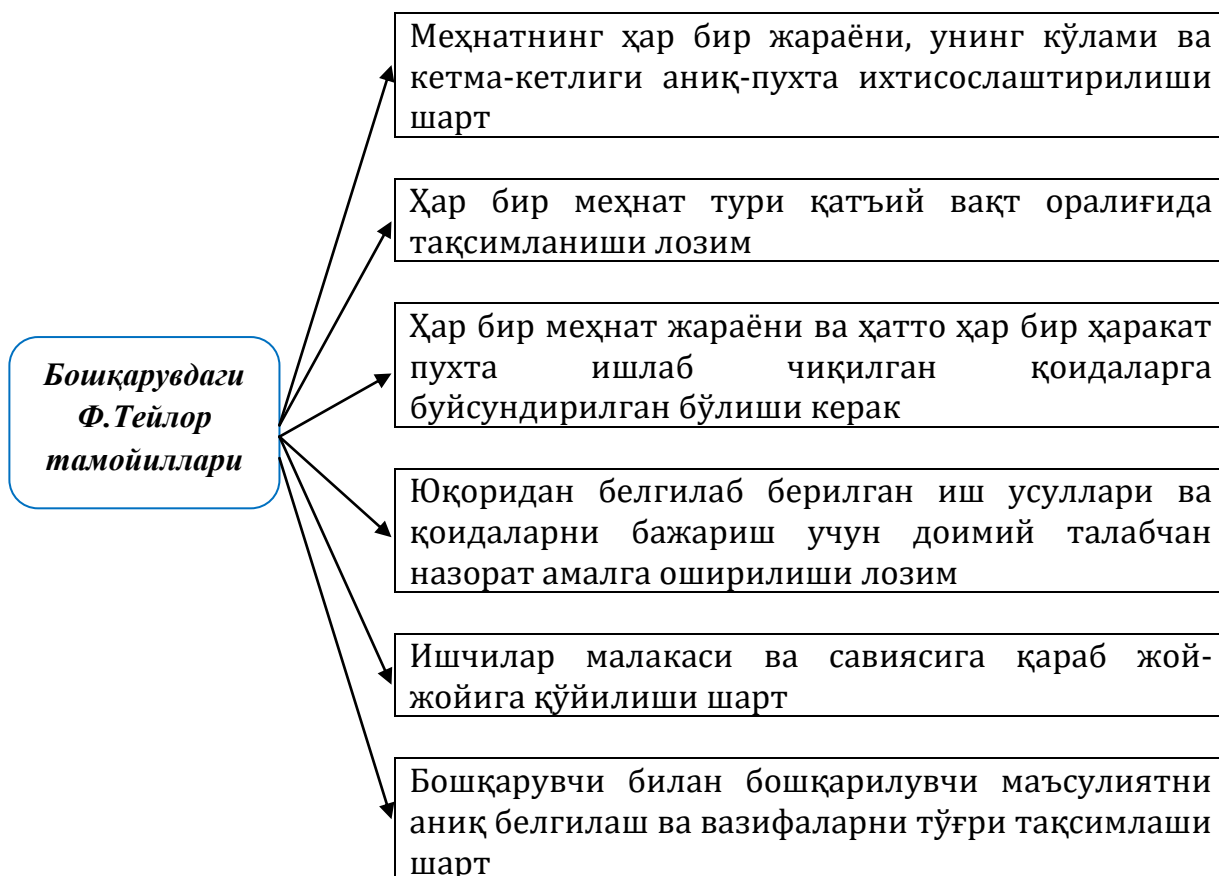 Меҳнатнинг ҳар бир жараёни, унинг кўлами ва
кетма-кетлиги аниқ-пухта ихтисослаштирилиши
шарт
Ҳар бир меҳнат тури қатъий вақт оралиғида
тақсимланиши лозим
Ҳар бир меҳнат жараёни ва ҳатто ҳар бир ҳаракат
пухта ишлаб чиқилган қоидаларга
буйсундирилган бўлиши керак
Бошқарувдаги
Ф.Тейлор
тамойиллари
Юқоридан белгилаб берилган иш усуллари ва
қоидаларни бажариш учун доимий талабчан
назорат амалга оширилиши лозим
Ишчилар малакаси ва савиясига қараб жой-
жойига қўйилиши шарт
Бошқарувчи билан бошқарилувчи маъсулиятни
аниқ белгилаш ва вазифаларни тўғри тақсимлаши
шарт